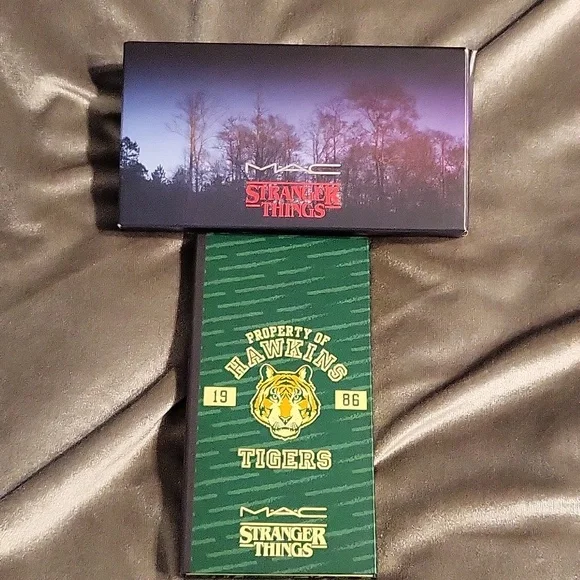 MAC
STRANGER
THINGS
PROPERTY OF
HAWKINS
19 86
TIGERS
MAC
STRANGER
THINGS